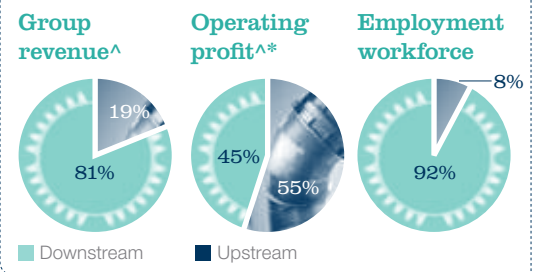 Group
revenue^
Operating
profit^*
Employment
workforce
19%
81%
45%
55%
8%
92%
Downstream
Upstream